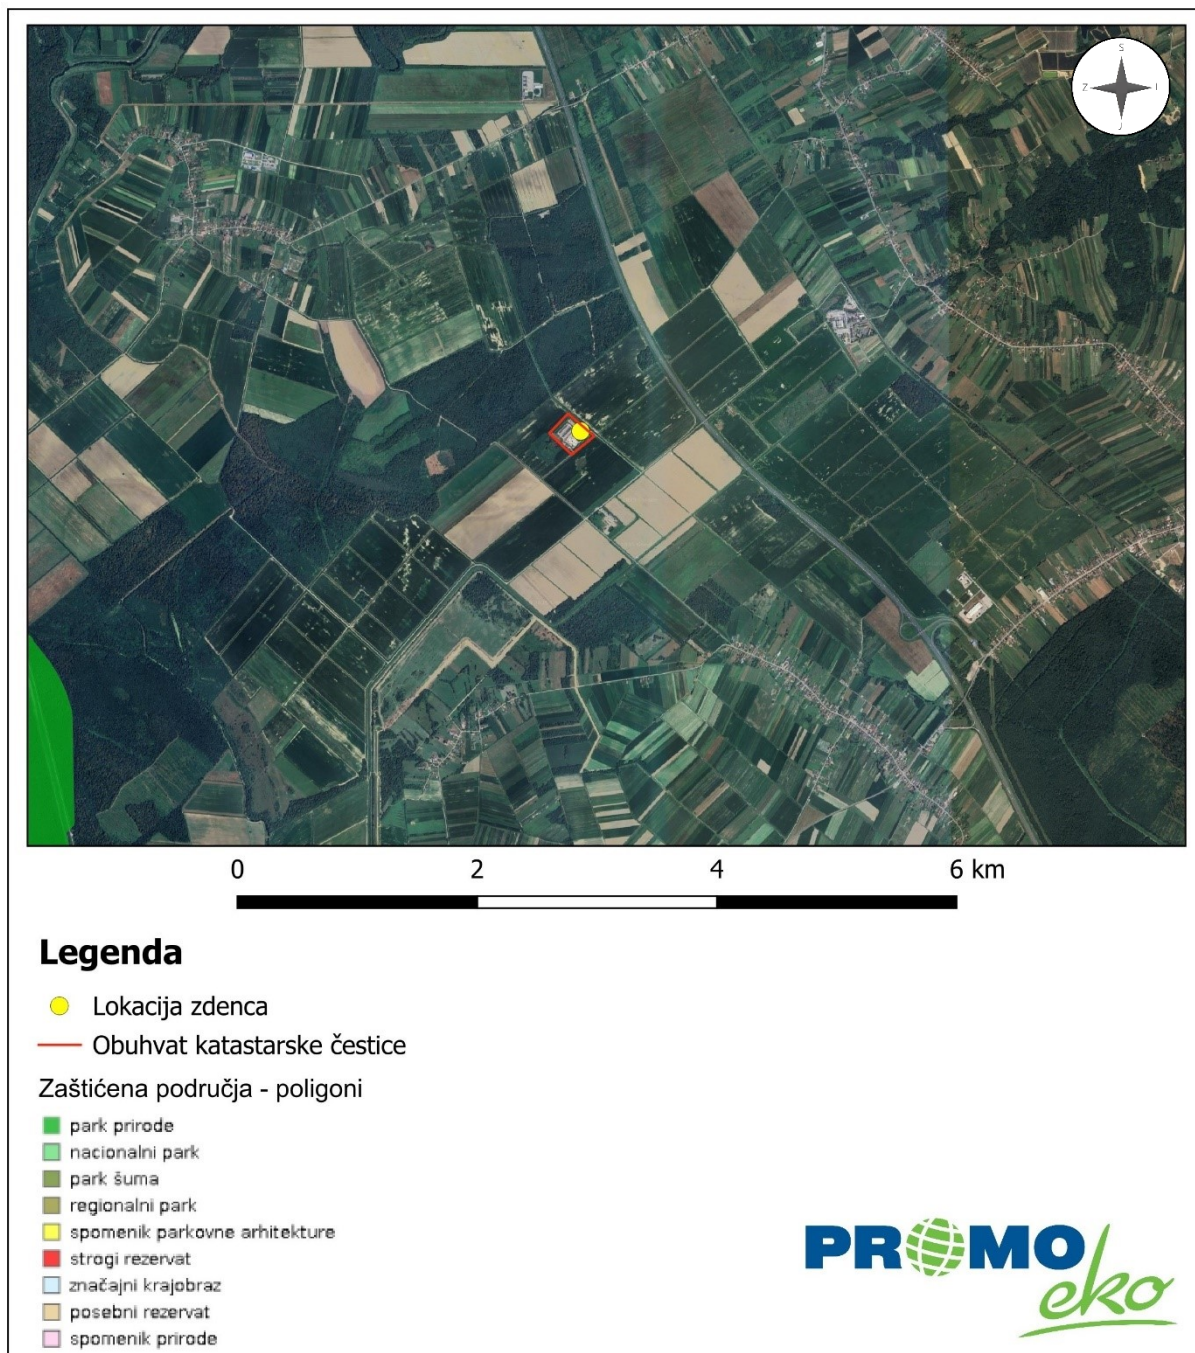 S
Z
I
J
0 2 4 6 km
Legenda
Lokacija zdenca
Obuhvat katastarske čestice
Zaštićena područja - poligoni
park prirode
nacionalni park
park šuma
regionalni park
spomenik parkovne arhitekture
strogi rezervat
značajni krajobraz
posebni rezervat
spomenik prirode
PROMO
eko